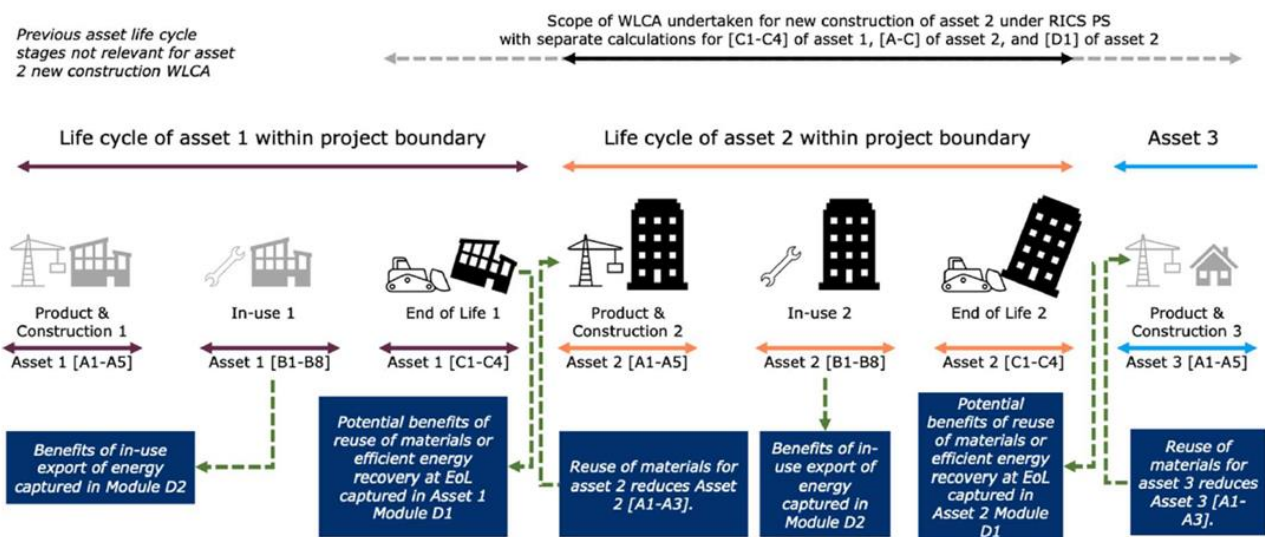 Previous asset life cycle
stages not relevant for asset
2 new construction WLCA
Scope of WLCA undertaken for new construction of asset 2 under RICS PS
with separate calculations for [C1-C4] of asset 1, [A-C] of asset 2, and [D1] of asset 2
Life cycle of asset 1 within project boundary
Life cycle of asset 2 within project boundary
Asset 3
Product &
Construction 1
In-use 1
End of Life 1
Product &
Construction 2
In-use 2
End of Life 2
Product &
Construction 3
Asset 1 [A1-A5]
Asset 1 [B1-B8]
Asset 1 [C1-C4]
Asset 2 [A1-A5]
Asset 2 [B1-B8]
Asset 2 [C1-C4]
Asset 3 [A1-A5]
Benefits of in-use
export of energy
captured in Module D2
Potential benefits of
reuse of materials or
efficient energy
recovery at EoL
captured in Asset 1
Module D1
Reuse of materials for
asset 2 reduces Asset
2 [A1-A3].
Benefits of in-
use export of
energy
captured in
Module D2
Potential
benefits of reuse
of materials or
efficient energy
recovery at EoL
captured in
Asset 2 Module
D1
Reuse of
materials for
asset 3 reduces
Asset 3 [A1-
A3].